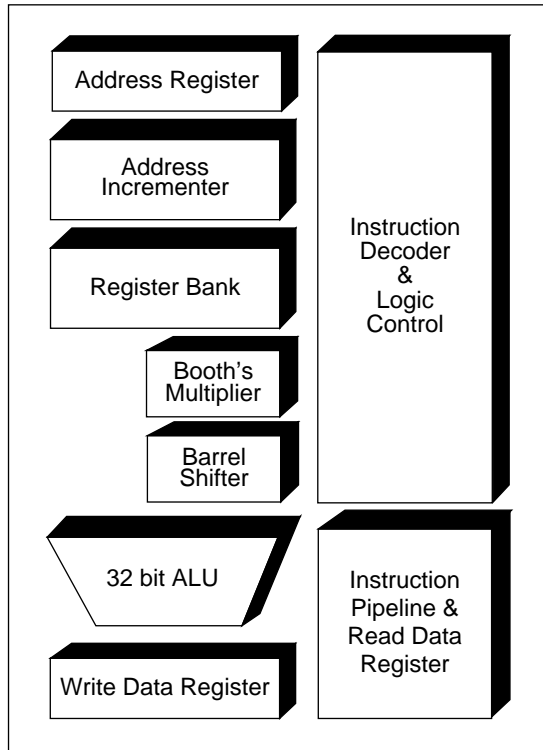 Address Register
Address
Incrementer
Register Bank
Booth's
Multiplier
Barrel
Shifter
32 bit ALU
Write Data Register
Instruction
Decoder
&
Logic
Control
Instruction
Pipeline &
Read Data
Register